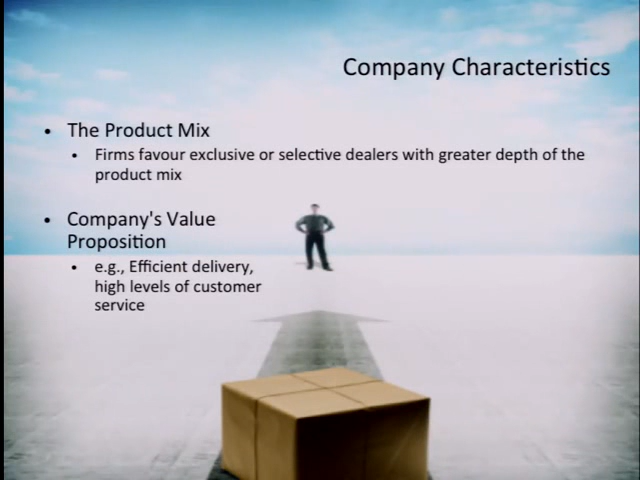 Company Characteristics
• The Product Mix
• Firms favour exclusive or selective dealers with greater depth of the
product mix
• Company's Value
Proposition
• e.g., Efficient delivery,
high levels of customer
service